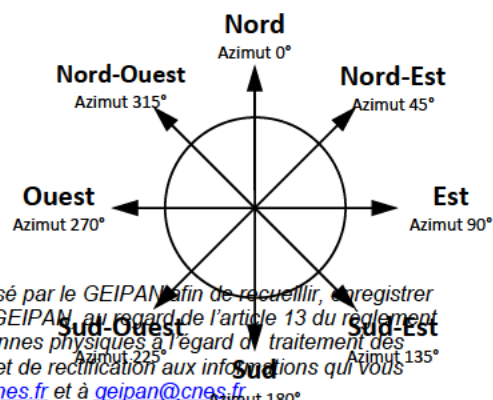 Nord
Azimut 0°
Nord-Ouest
Azimut 315°
Nord-Est
Azimut 45°
Ouest
Azimut 270°
Est
Azimut 90°
sé par le GEIPAN afin de recueillir, enregistrer
GEIPAN, au regard de l'article 13 du règlement
Sud-Ouest
Sud-Est
nnes physiques à l'égard du traitement des
Azimut 225°
Azimut 135°
et de rectification aux informations qui vous
Sud
nes.fr et à geipan@cnes.fr
Azimut 180°